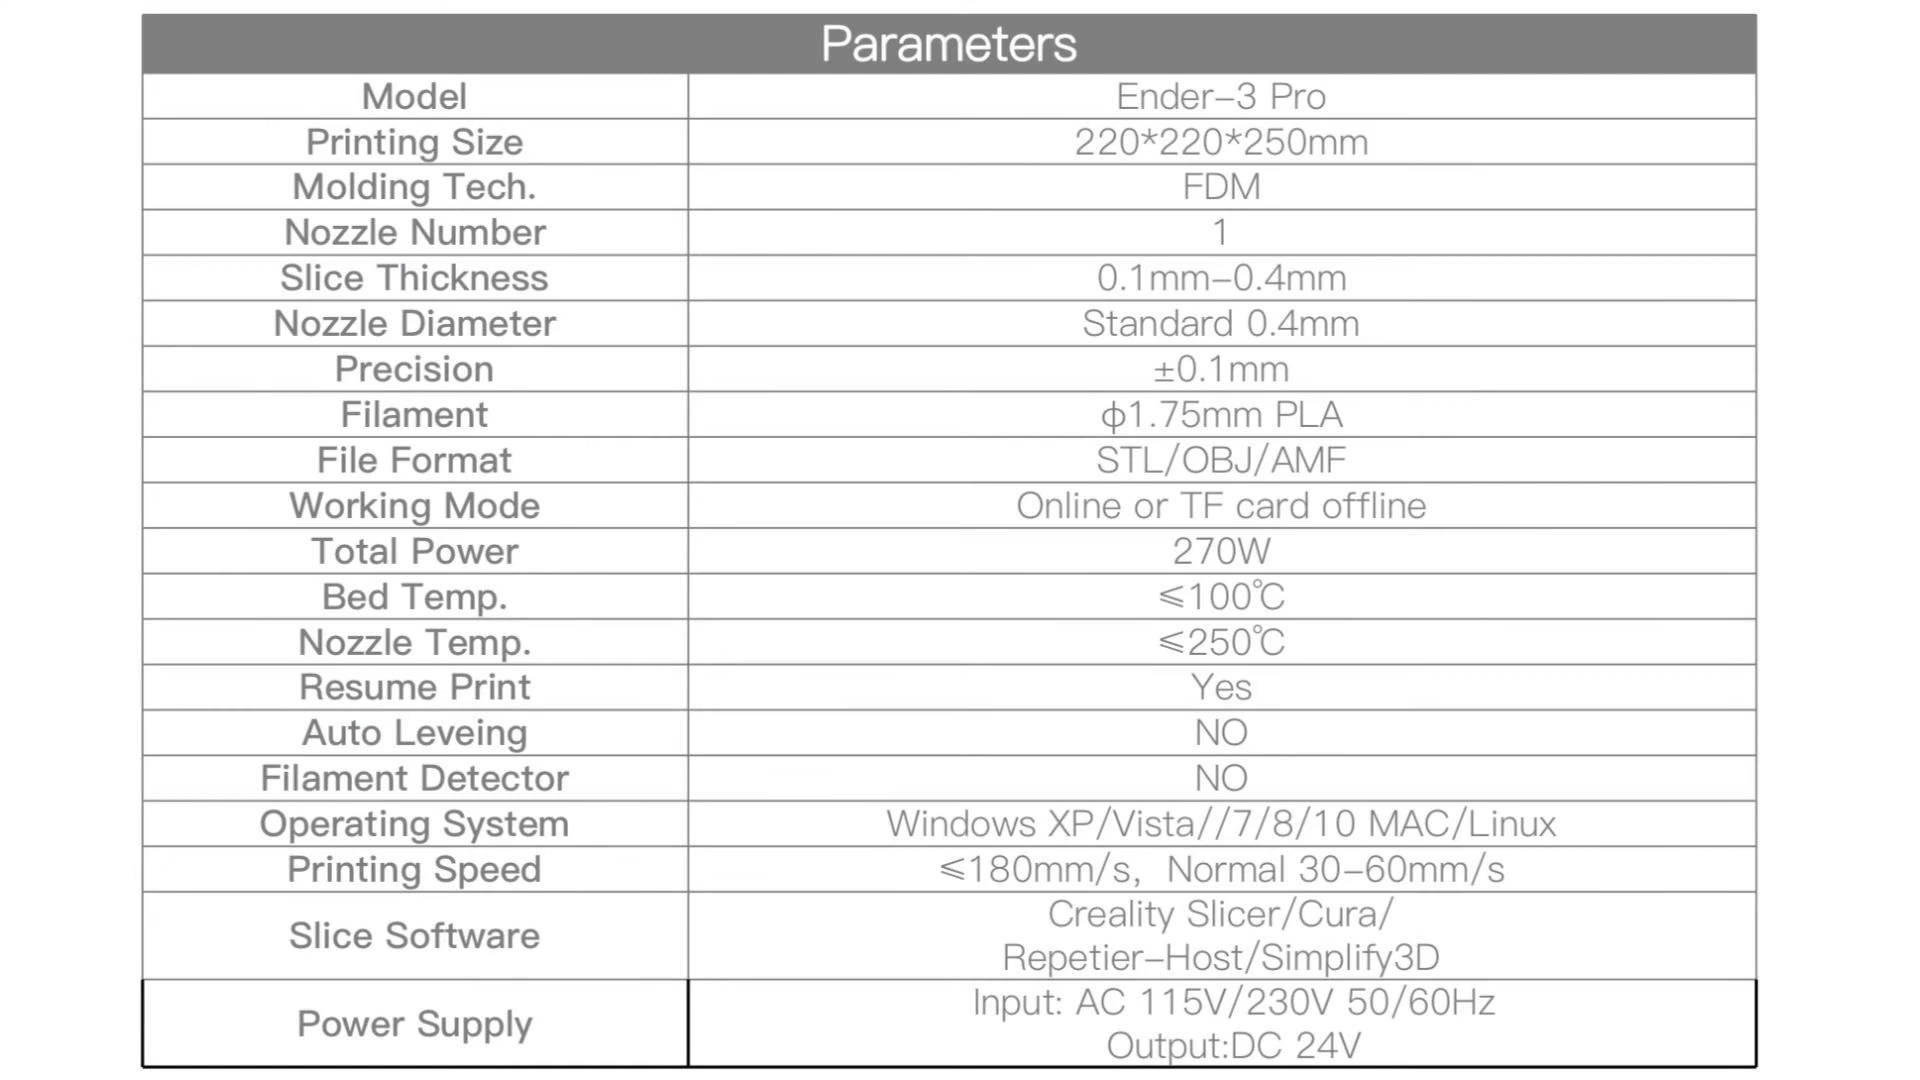 Parameters
Model Ender-3 Pro
Printing Size 220*220*250mm
Molding Tech. FDM
Nozzle Number 1
Slice Thickness 0.1mm-0.4mm
Nozzle Diameter Standard 0.4mm
Precision ±0.1mm
Filament ϕ1.75mm PLA
File Format STL/OBJ/AMF
Working Mode Online or TF card offline
Total Power 270W
Bed Temp. ⩽100℃
Nozzle Temp. ⩽250℃
Resume Print Yes
Auto Leveing NO
Filament Detector NO
Operating System Windows XP/Vista//7/8/10 MAC/Linux
Printing Speed ⩽180mm/s, Normal 30-60mm/s
Slice Software Creality Slicer/Cura/
Repetier-Host/Simplify3D
Power Supply Input: AC 115V/230V 50/60Hz
Output:DC 24V